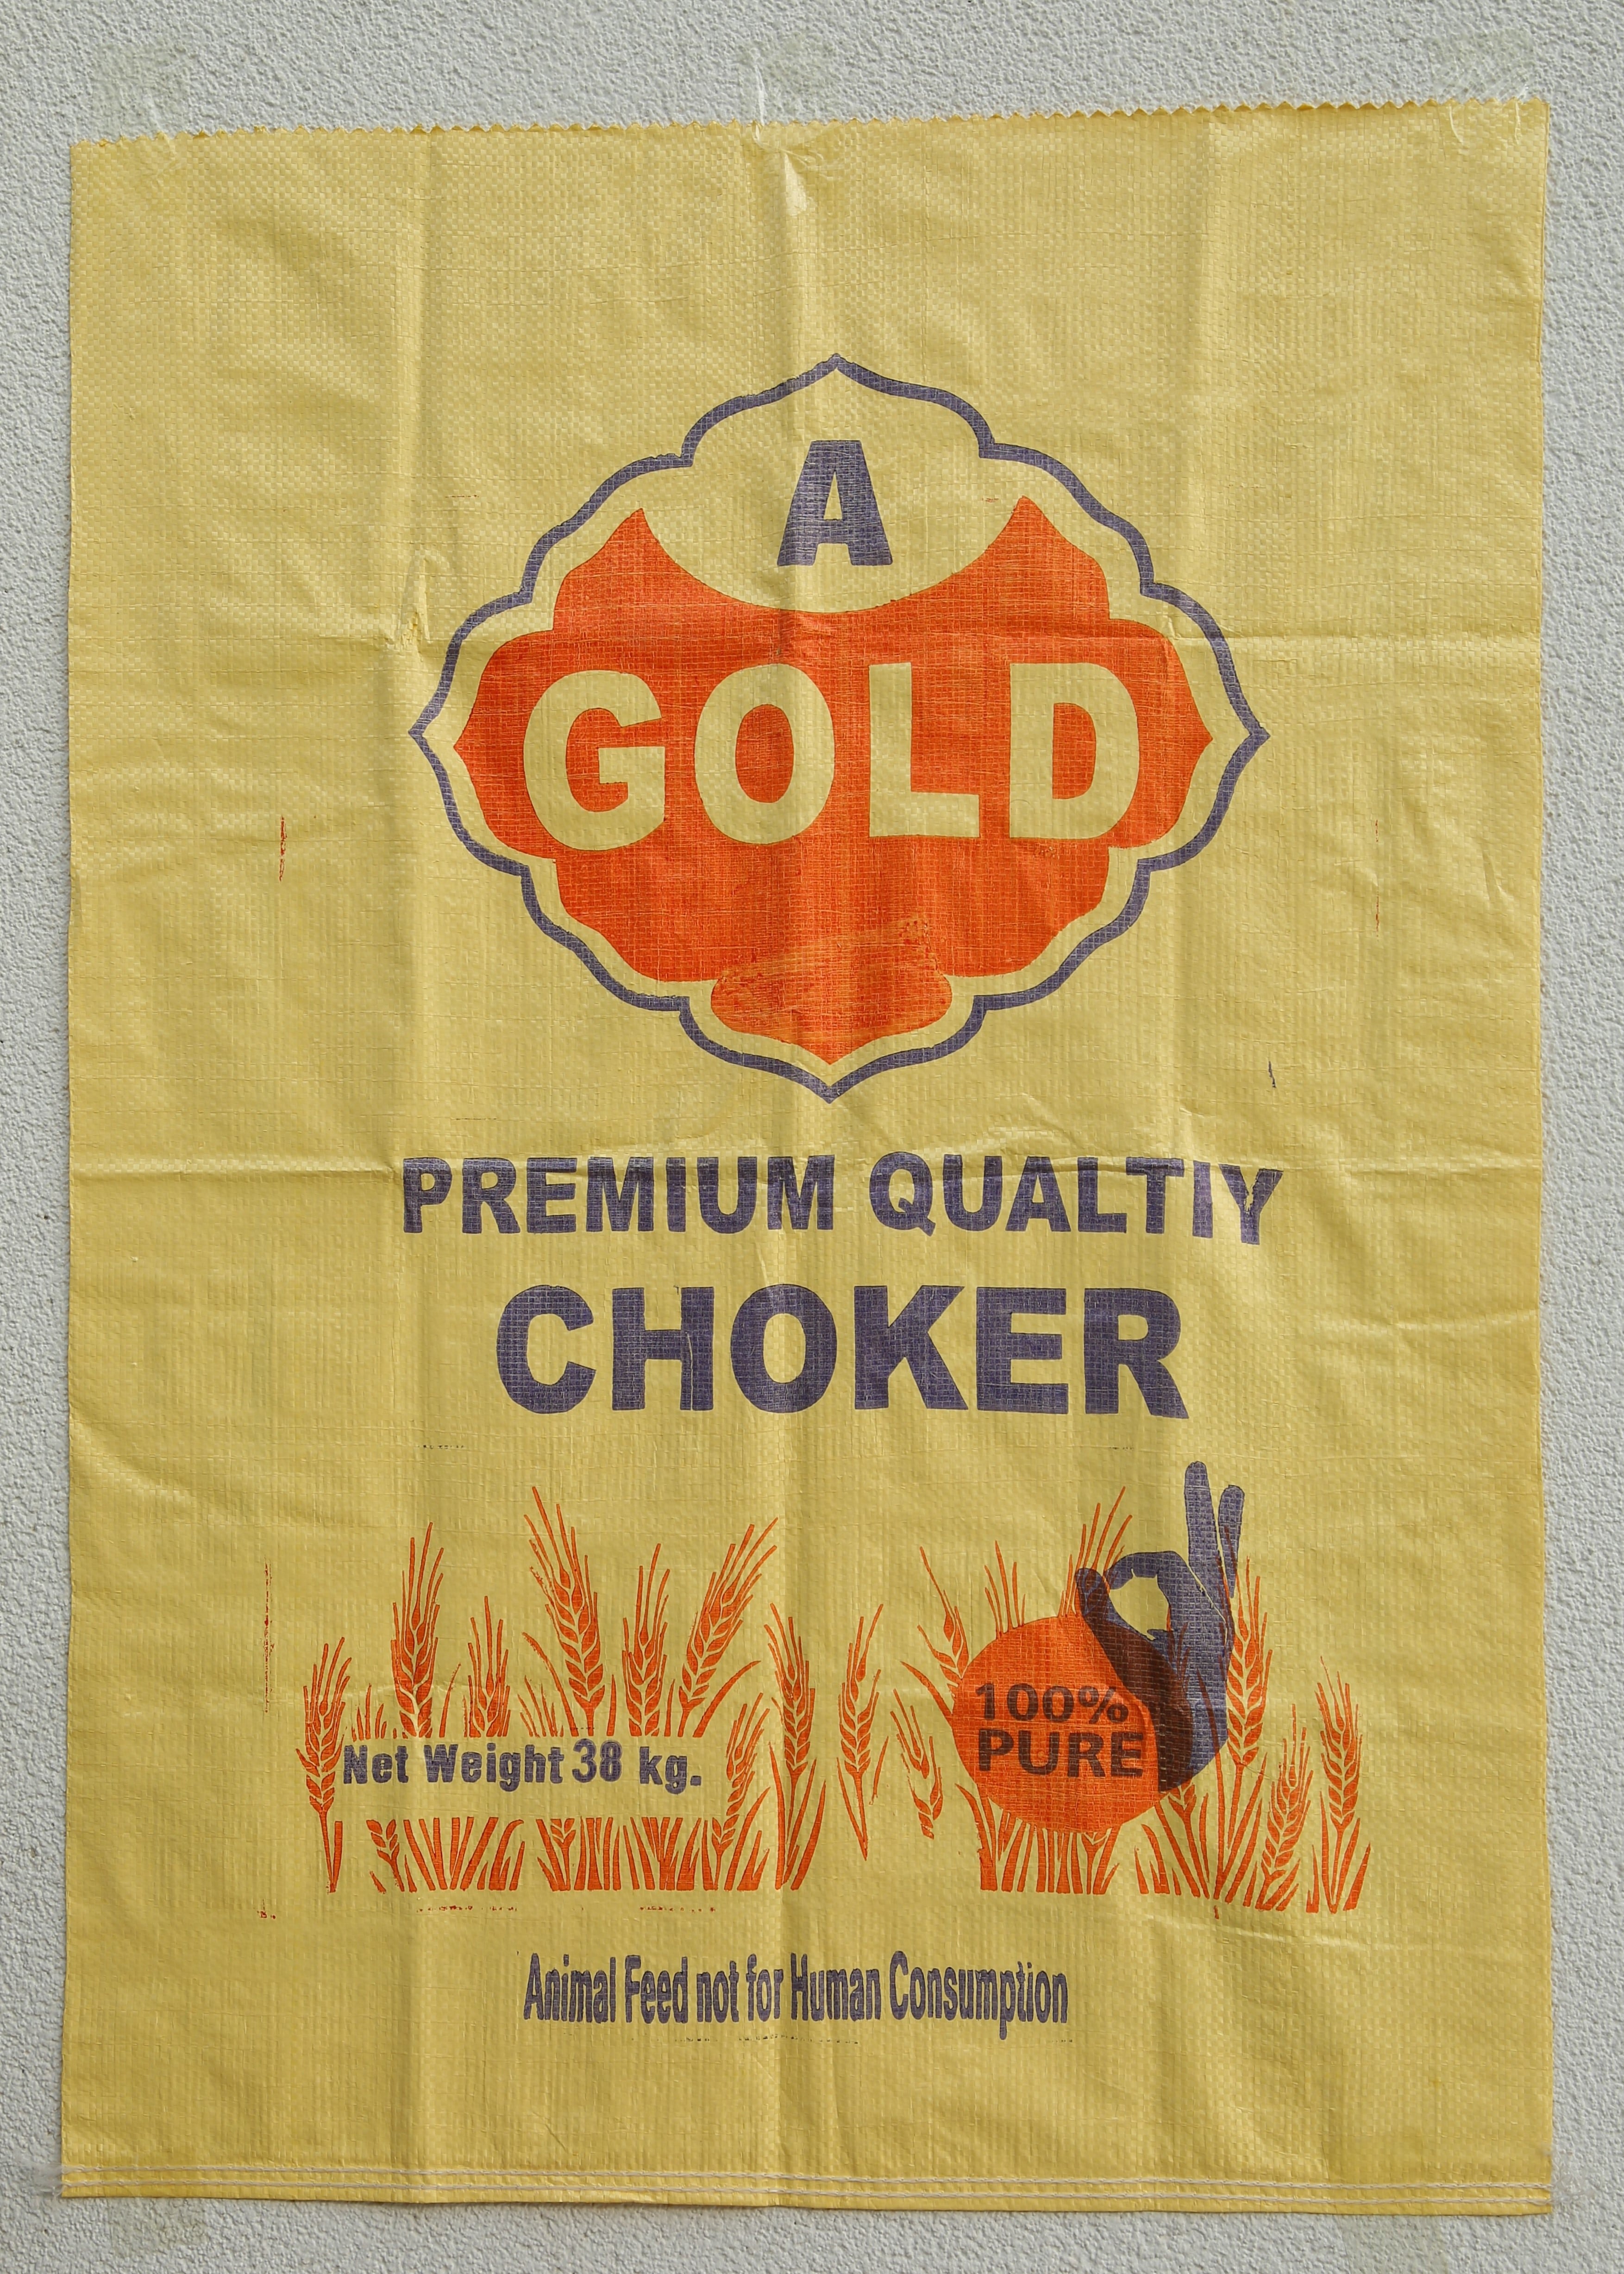 A
GOLD
PREMIUM QUALTIY
CHOKER
100%
PURE
Net Weight 38 kg.
Animal Feed not for Human Consumption